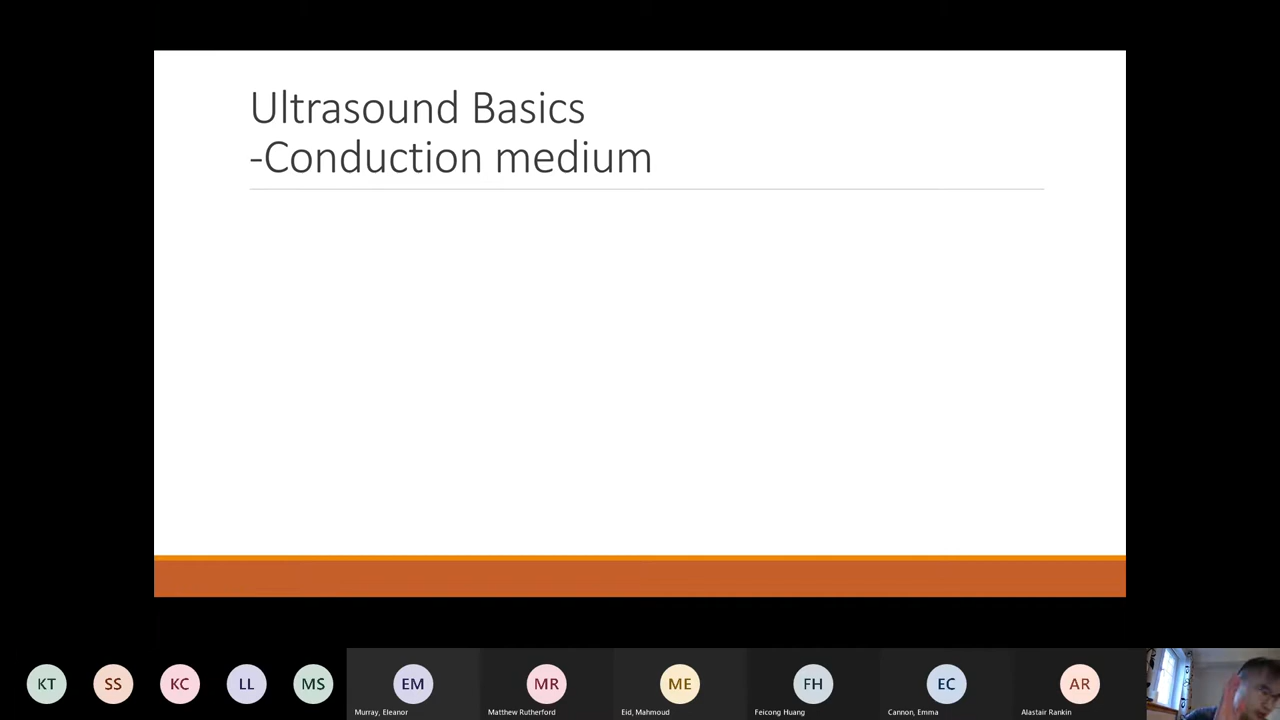 Ultrasound Basics
-Conduction medium
KT
SS
KC
LL
MS
EM
MR
ME
FH
EC
AR
Murray, Eleanor
Matthew Rutherford
Eid, Mahmoud
Feicong Huang
Cannon, Emma
Alastair Rankin